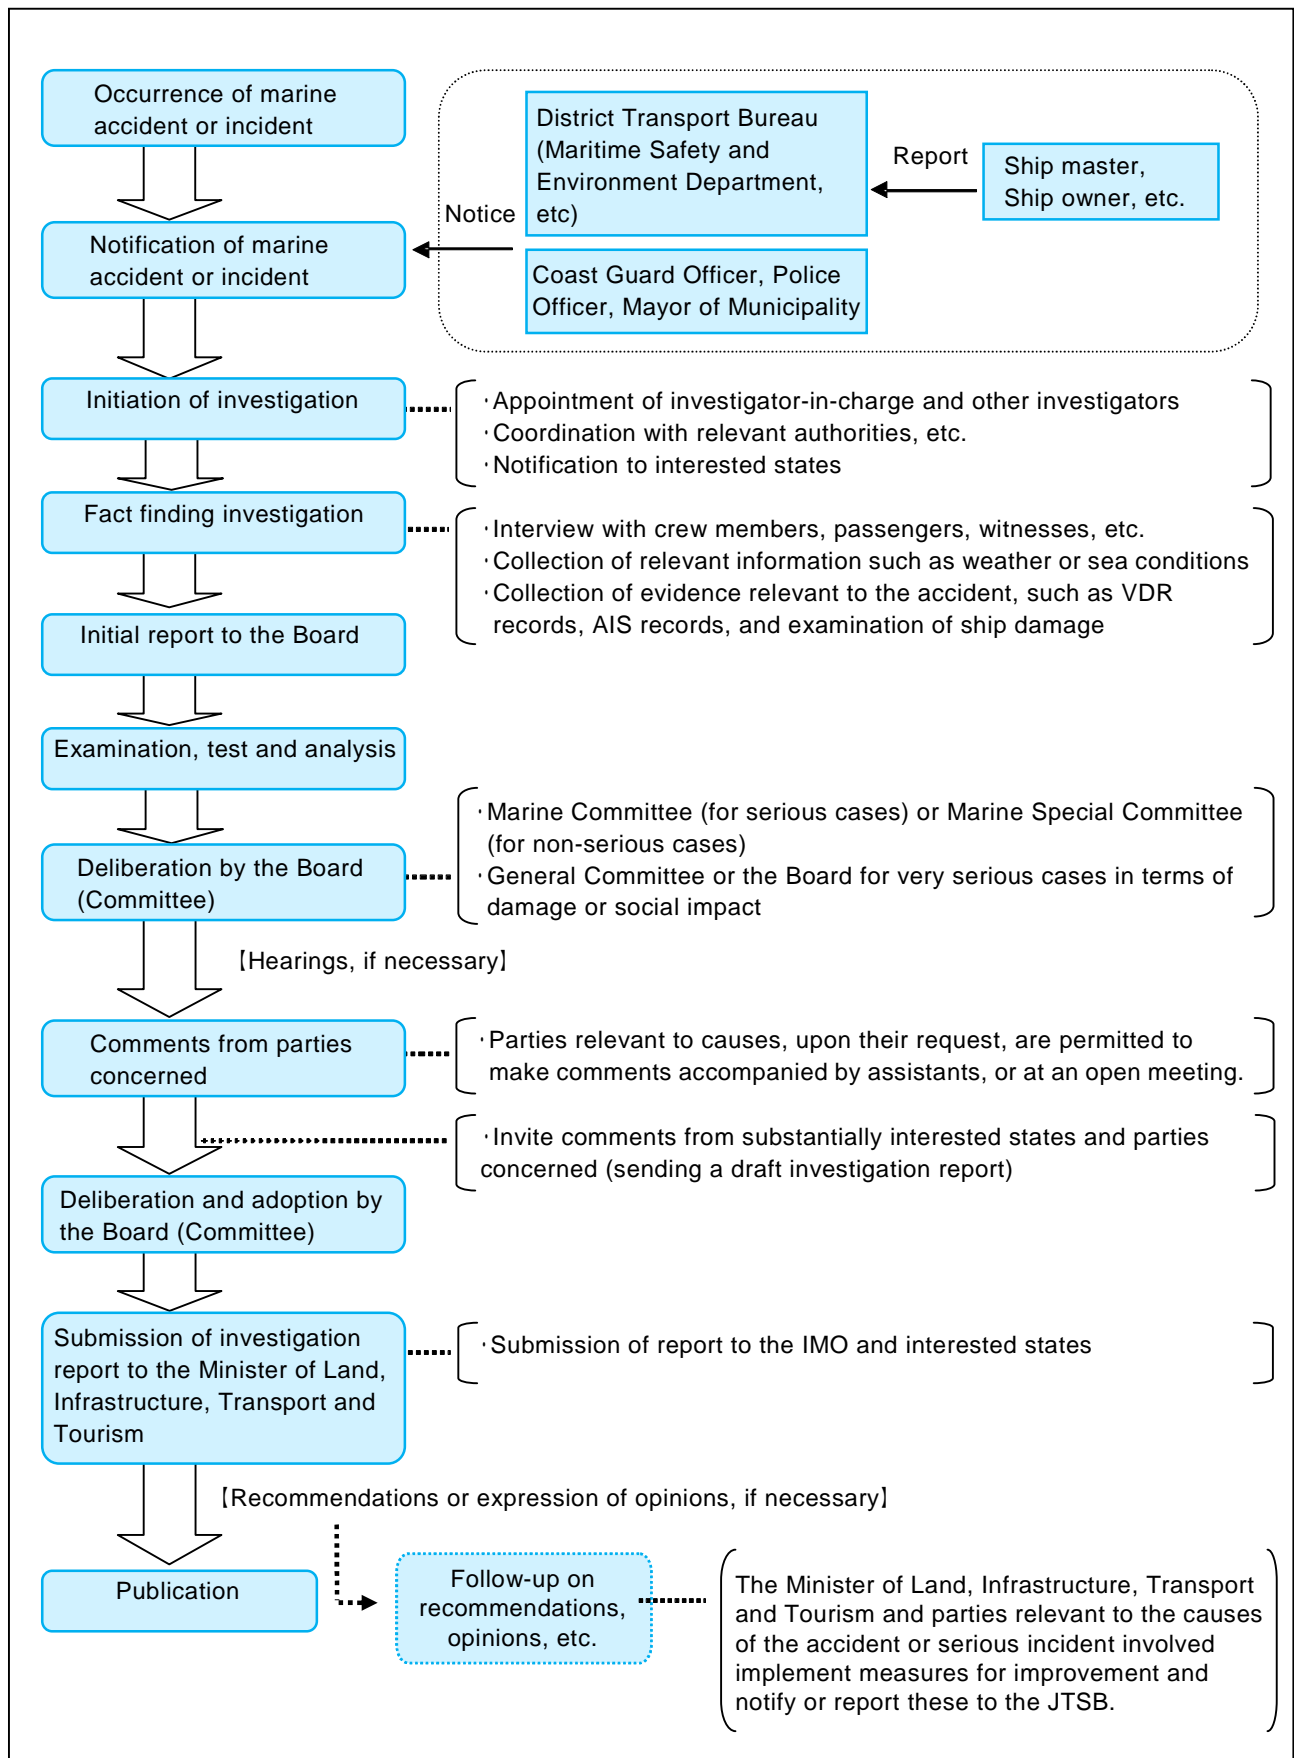 Occurrence of marine
accident or incident
District Transport Bureau
(Maritime Safety and
Environment Department,
etc)
Report
Ship master,
Ship owner, etc.
Notice
Notification of marine
accident or incident
Coast Guard Officer, Police
Officer, Mayor of Municipality
Initiation of investigation
·Appointment of investigator-in-charge and other investigators
·Coordination with relevant authorities, etc.
·Notification to interested states
Fact finding investigation
·Interview with crew members, passengers, witnesses, etc.
·Collection of relevant information such as weather or sea conditions
·Collection of evidence relevant to the accident, such as VDR
records, AIS records, and examination of ship damage
Initial report to the Board
Examination, test and analysis
·Marine Committee (for serious cases) or Marine Special Committee
(for non-serious cases)
·General Committee or the Board for very serious cases in terms of
damage or social impact
Deliberation by the Board
(Committee)
【Hearings, if necessary】
Comments from parties
concerned
·Parties relevant to causes, upon their request, are permitted to
make comments accompanied by assistants, or at an open meeting.
·Invite comments from substantially interested states and parties
concerned (sending a draft investigation report)
Deliberation and adoption by
the Board (Committee)
Submission of investigation
report to the Minister of Land,
Infrastructure, Transport and
Tourism
·Submission of report to the IMO and interested states
【Recommendations or expression of opinions, if necessary】
Publication
Follow-up on
recommendations,
opinions, etc.
The Minister of Land, Infrastructure, Transport
and Tourism and parties relevant to the causes
of the accident or serious incident involved
implement measures for improvement and
notify or report these to the JTSB.